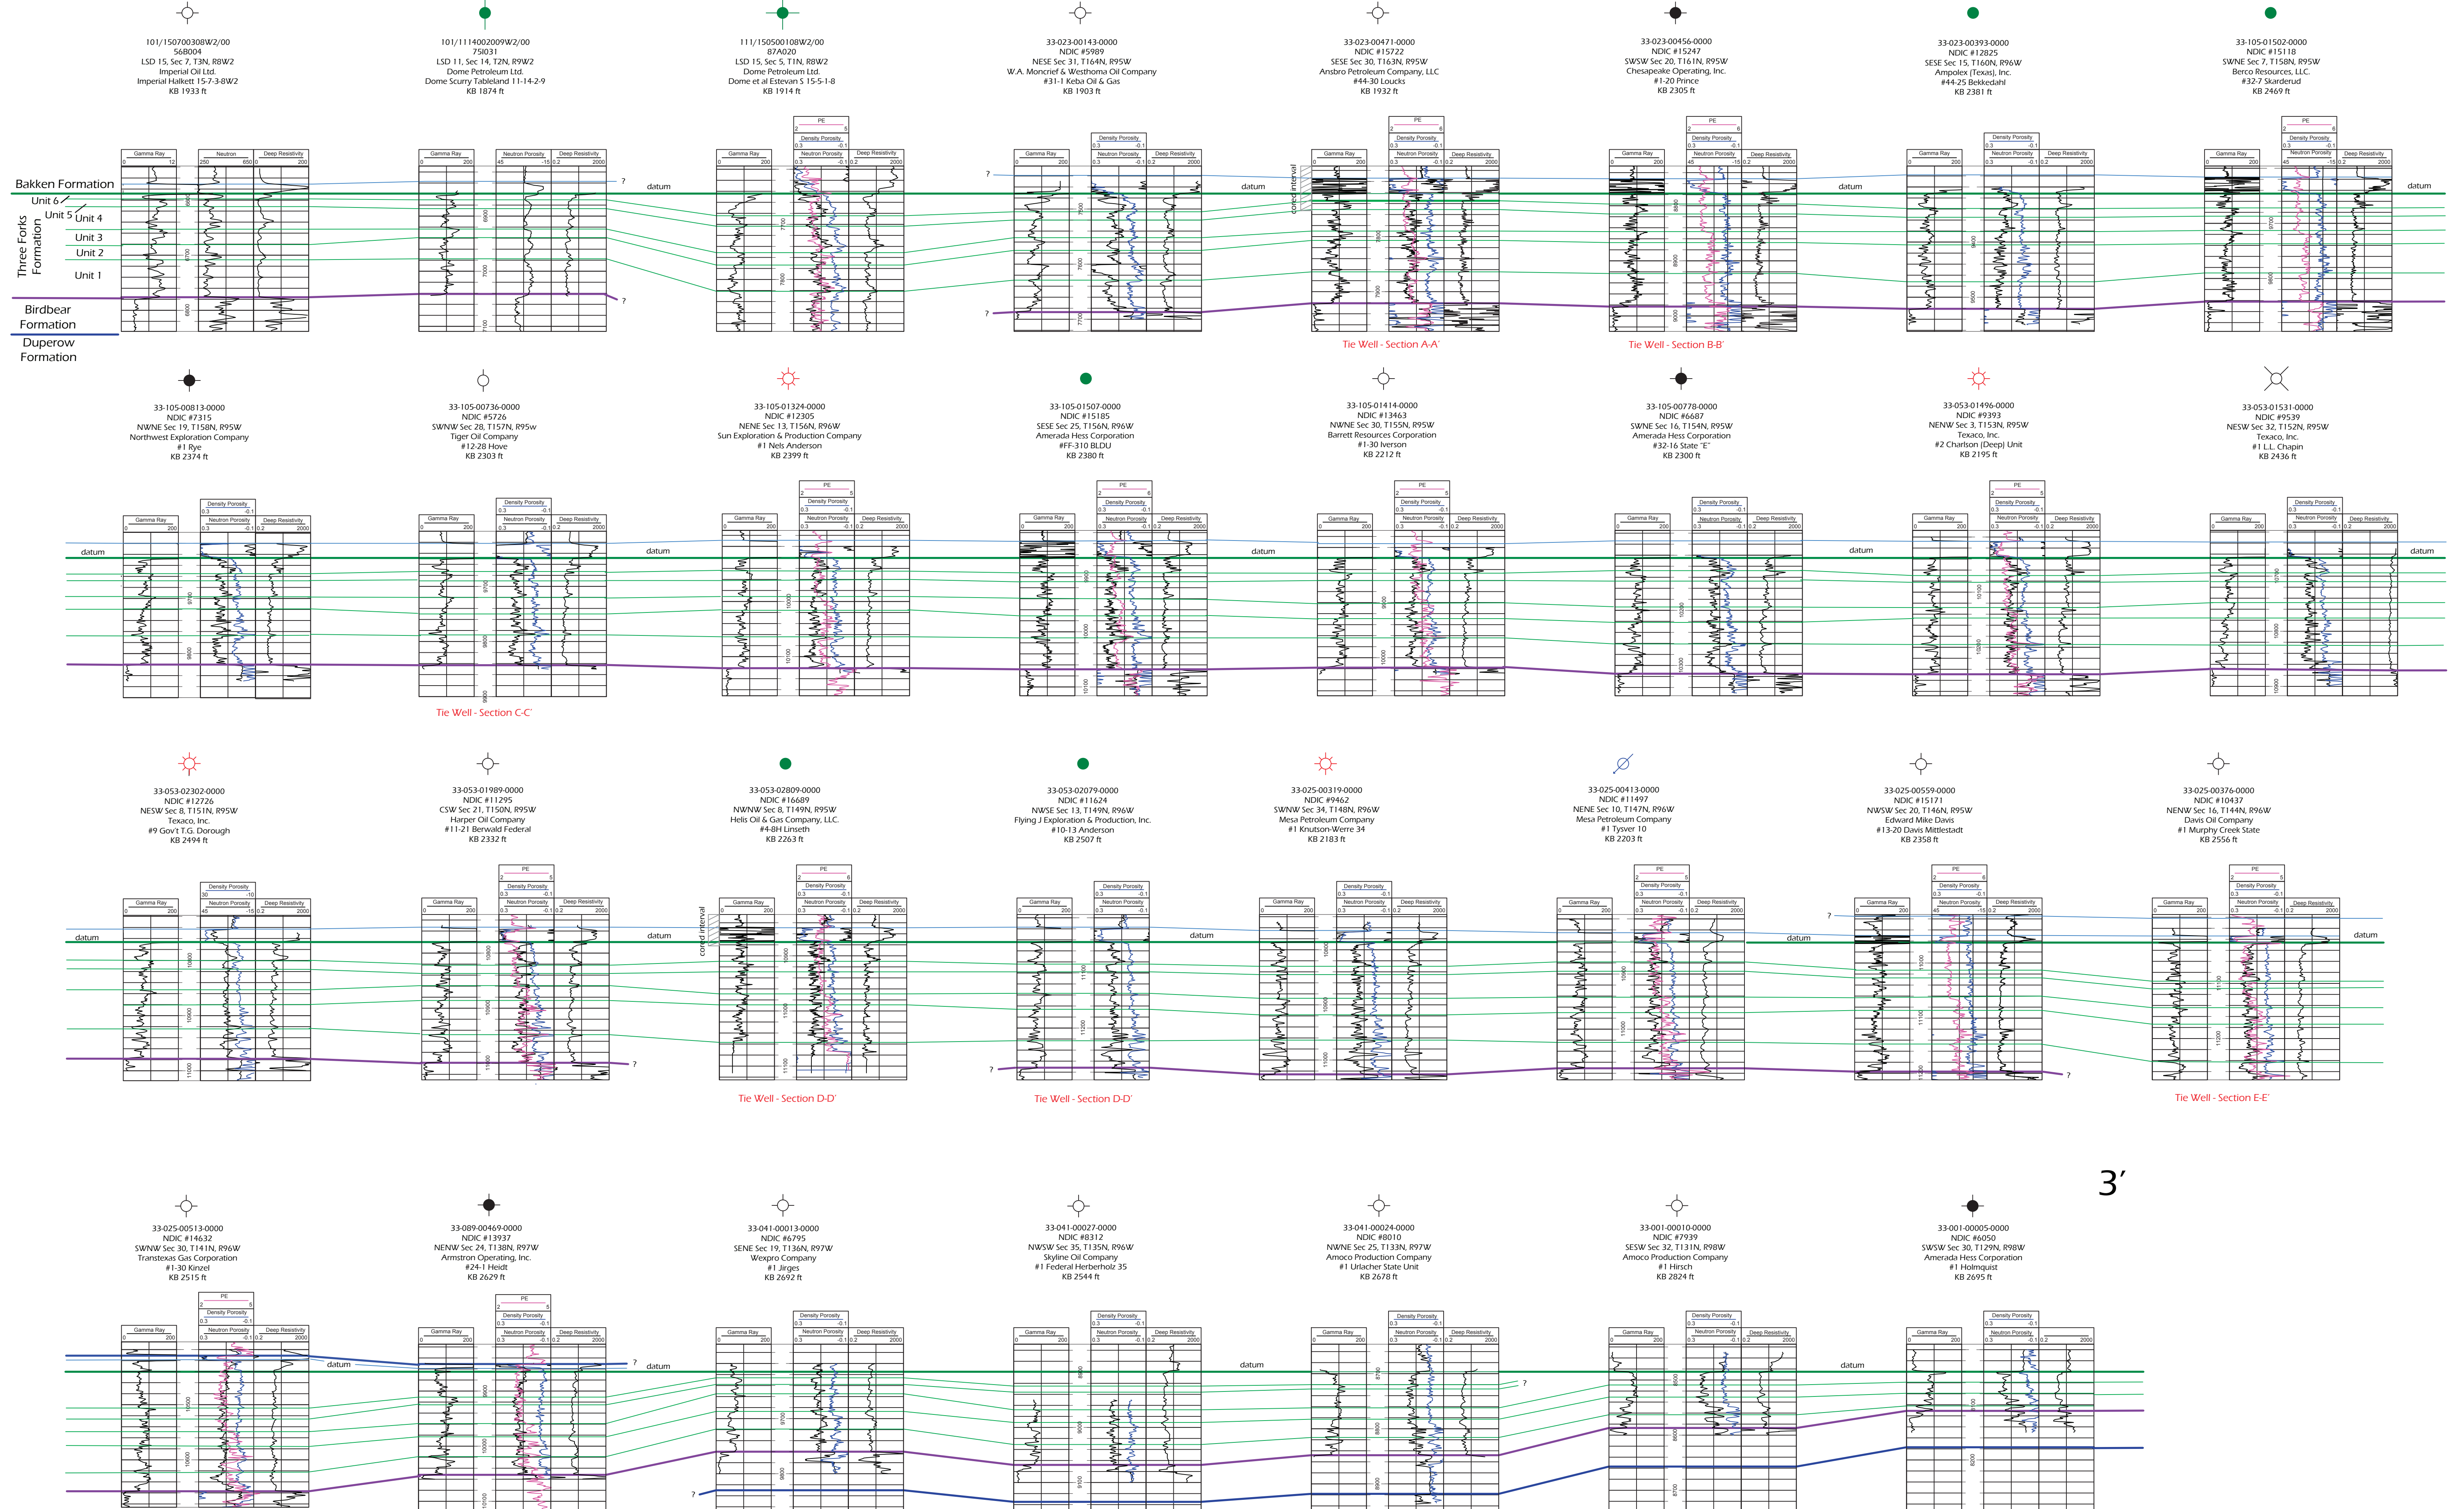 101/150700308W2/00
56B004
LSD 15, Sec 7, T3N, R8W2
Imperial Oil Ltd.
Imperial Halkett 15-7-3-8W2
KB 1933 ft
101/1114002009W2/00
75I031
LSD 11, Sec 14, T2N, R9W2
Dome Petroleum Ltd.
Dome Scurry Tableland 11-14-2-9
KB 1874 ft
111/150500108W2/00
87A020
LSD 15, Sec 5, T1N, R8W2
Dome Petroleum Ltd.
Dome et al Estevan S 15-5-1-8
KB 1914 ft
33-023-00143-0000
NDIC #5989
NESE Sec 31, T164N, R95W
W.A. Moncrief & Westhoma Oil Company
#31-1 Keba Oil & Gas
KB 1903 ft
33-023-00471-0000
NDIC #15722
SESE Sec 30, T163N, R95W
Ansbro Petroleum Company, LLC
#44-30 Loucks
KB 1932 ft
33-023-00456-0000
NDIC #15247
SWSW Sec 20, T161N, R95W
Chesapeake Operating, Inc.
#1-20 Prince
KB 2305 ft
33-023-00393-0000
NDIC #12825
SESE Sec 15, T160N, R96W
Ampolex (Texas), Inc.
#44-25 Bekkedahl
KB 2381 ft
33-105-01502-0000
NDIC #15118
SWNE Sec 7, T158N, R95W
Berco Resources, LLC.
#32-7 Skarderud
KB 2469 ft
Gamma Ray
Neutron
Deep Resistivity
Neutron Porosity
Density Porosity
PE
Bakken Formation
Unit 6
Unit 5
Unit 4
Unit 3
Unit 2
Unit 1
Three Forks
Formation
Birdbear
Formation
Duperow
Formation
datum
cored interval
Tie Well - Section A-A'
Tie Well - Section B-B'
33-105-00813-0000
NDIC #7315
NWNE Sec 19, T158N, R95W
Northwest Exploration Company
#1 Rye
KB 2374 ft
33-105-00736-0000
NDIC #5726
SWNW Sec 28, T157N, R95w
Tiger Oil Company
#12-28 Hove
KB 2303 ft
33-105-01324-0000
NDIC #12305
NENE Sec 13, T156N, R96W
Sun Exploration & Production Company
#1 Nels Anderson
KB 2399 ft
33-105-01507-0000
NDIC #15185
SESE Sec 25, T156N, R96W
Amerada Hess Corporation
#FF-310 BLDU
KB 2380 ft
33-105-01414-0000
NDIC #13463
NWNE Sec 30, T155N, R95W
Barrett Resources Corporation
#1-30 Iverson
KB 2212 ft
33-105-00778-0000
NDIC #6687
SWNE Sec 16, T154N, R95W
Amerada Hess Corporation
#32-16 State "E"
KB 2300 ft
33-053-01496-0000
NDIC #9393
NENW Sec 3, T153N, R95W
Texaco, Inc.
#2 Charlson (Deep) Unit
KB 2195 ft
33-053-01531-0000
NDIC #9539
NESW Sec 32, T152N, R95W
Texaco, Inc.
#1 L.L. Chapin
KB 2436 ft
datum
Tie Well - Section C-C'
33-053-02302-0000
NDIC #12726
NESW Sec 8, T151N, R95W
Texaco, Inc.
#9 Gov't T.G. Dorough
KB 2494 ft
33-053-01989-0000
NDIC #11295
CSW Sec 21, T150N, R95W
Harper Oil Company
#11-21 Berwald Federal
KB 2332 ft
33-053-02809-0000
NDIC #16689
NWNW Sec 8, T149N, R95W
Helis Oil & Gas Company, LLC.
#4-8H Linseth
KB 2263 ft
33-053-02079-0000
NDIC #11624
NWSE Sec 13, T149N, R96W
Flying J Exploration & Production, Inc.
#10-13 Anderson
KB 2507 ft
33-025-00319-0000
NDIC #9462
SWNW Sec 34, T148N, R96W
Mesa Petroleum Company
#1 Knutson-Werre 34
KB 2183 ft
33-025-00413-0000
NDIC #11497
NENE Sec 10, T147N, R96W
Mesa Petroleum Company
#1 Tysver 10
KB 2203 ft
33-025-00559-0000
NDIC #15171
NWSW Sec 20, T146N, R95W
Edward Mike Davis
#13-20 Davis Mittlestadt
KB 2358 ft
33-025-00376-0000
NDIC #10437
NENW Sec 16, T144N, R96W
Davis Oil Company
#1 Murphy Creek State
KB 2556 ft
datum
cored interval
Tie Well - Section D-D'
Tie Well - Section D-D'
Tie Well - Section E-E'
3'
33-025-00513-0000
NDIC #14632
SWNW Sec 30, T141N, R96W
Transtexas Gas Corporation
#1-30 Kinzel
KB 2515 ft
33-089-00469-0000
NDIC #13937
NENW Sec 24, T138N, R97W
Armstron Operating, Inc.
#24-1 Heidt
KB 2629 ft
33-041-00013-0000
NDIC #6795
SENE Sec 19, T136N, R97W
Wexpro Company
#1 Jirges
KB 2692 ft
33-041-00027-0000
NDIC #8312
NWSW Sec 35, T135N, R96W
Skyline Oil Company
#1 Federal Herberholz 35
KB 2544 ft
33-041-00024-0000
NDIC #8010
NWNE Sec 25, T133N, R97W
Amoco Production Company
#1 Urlacher State Unit
KB 2678 ft
33-001-00010-0000
NDIC #7939
SESW Sec 32, T131N, R98W
Amoco Production Company
#1 Hirsch
KB 2824 ft
33-001-00005-0000
NDIC #6050
SWSW Sec 30, T129N, R98W
Amerada Hess Corporation
#1 Holmquist
KB 2695 ft
datum